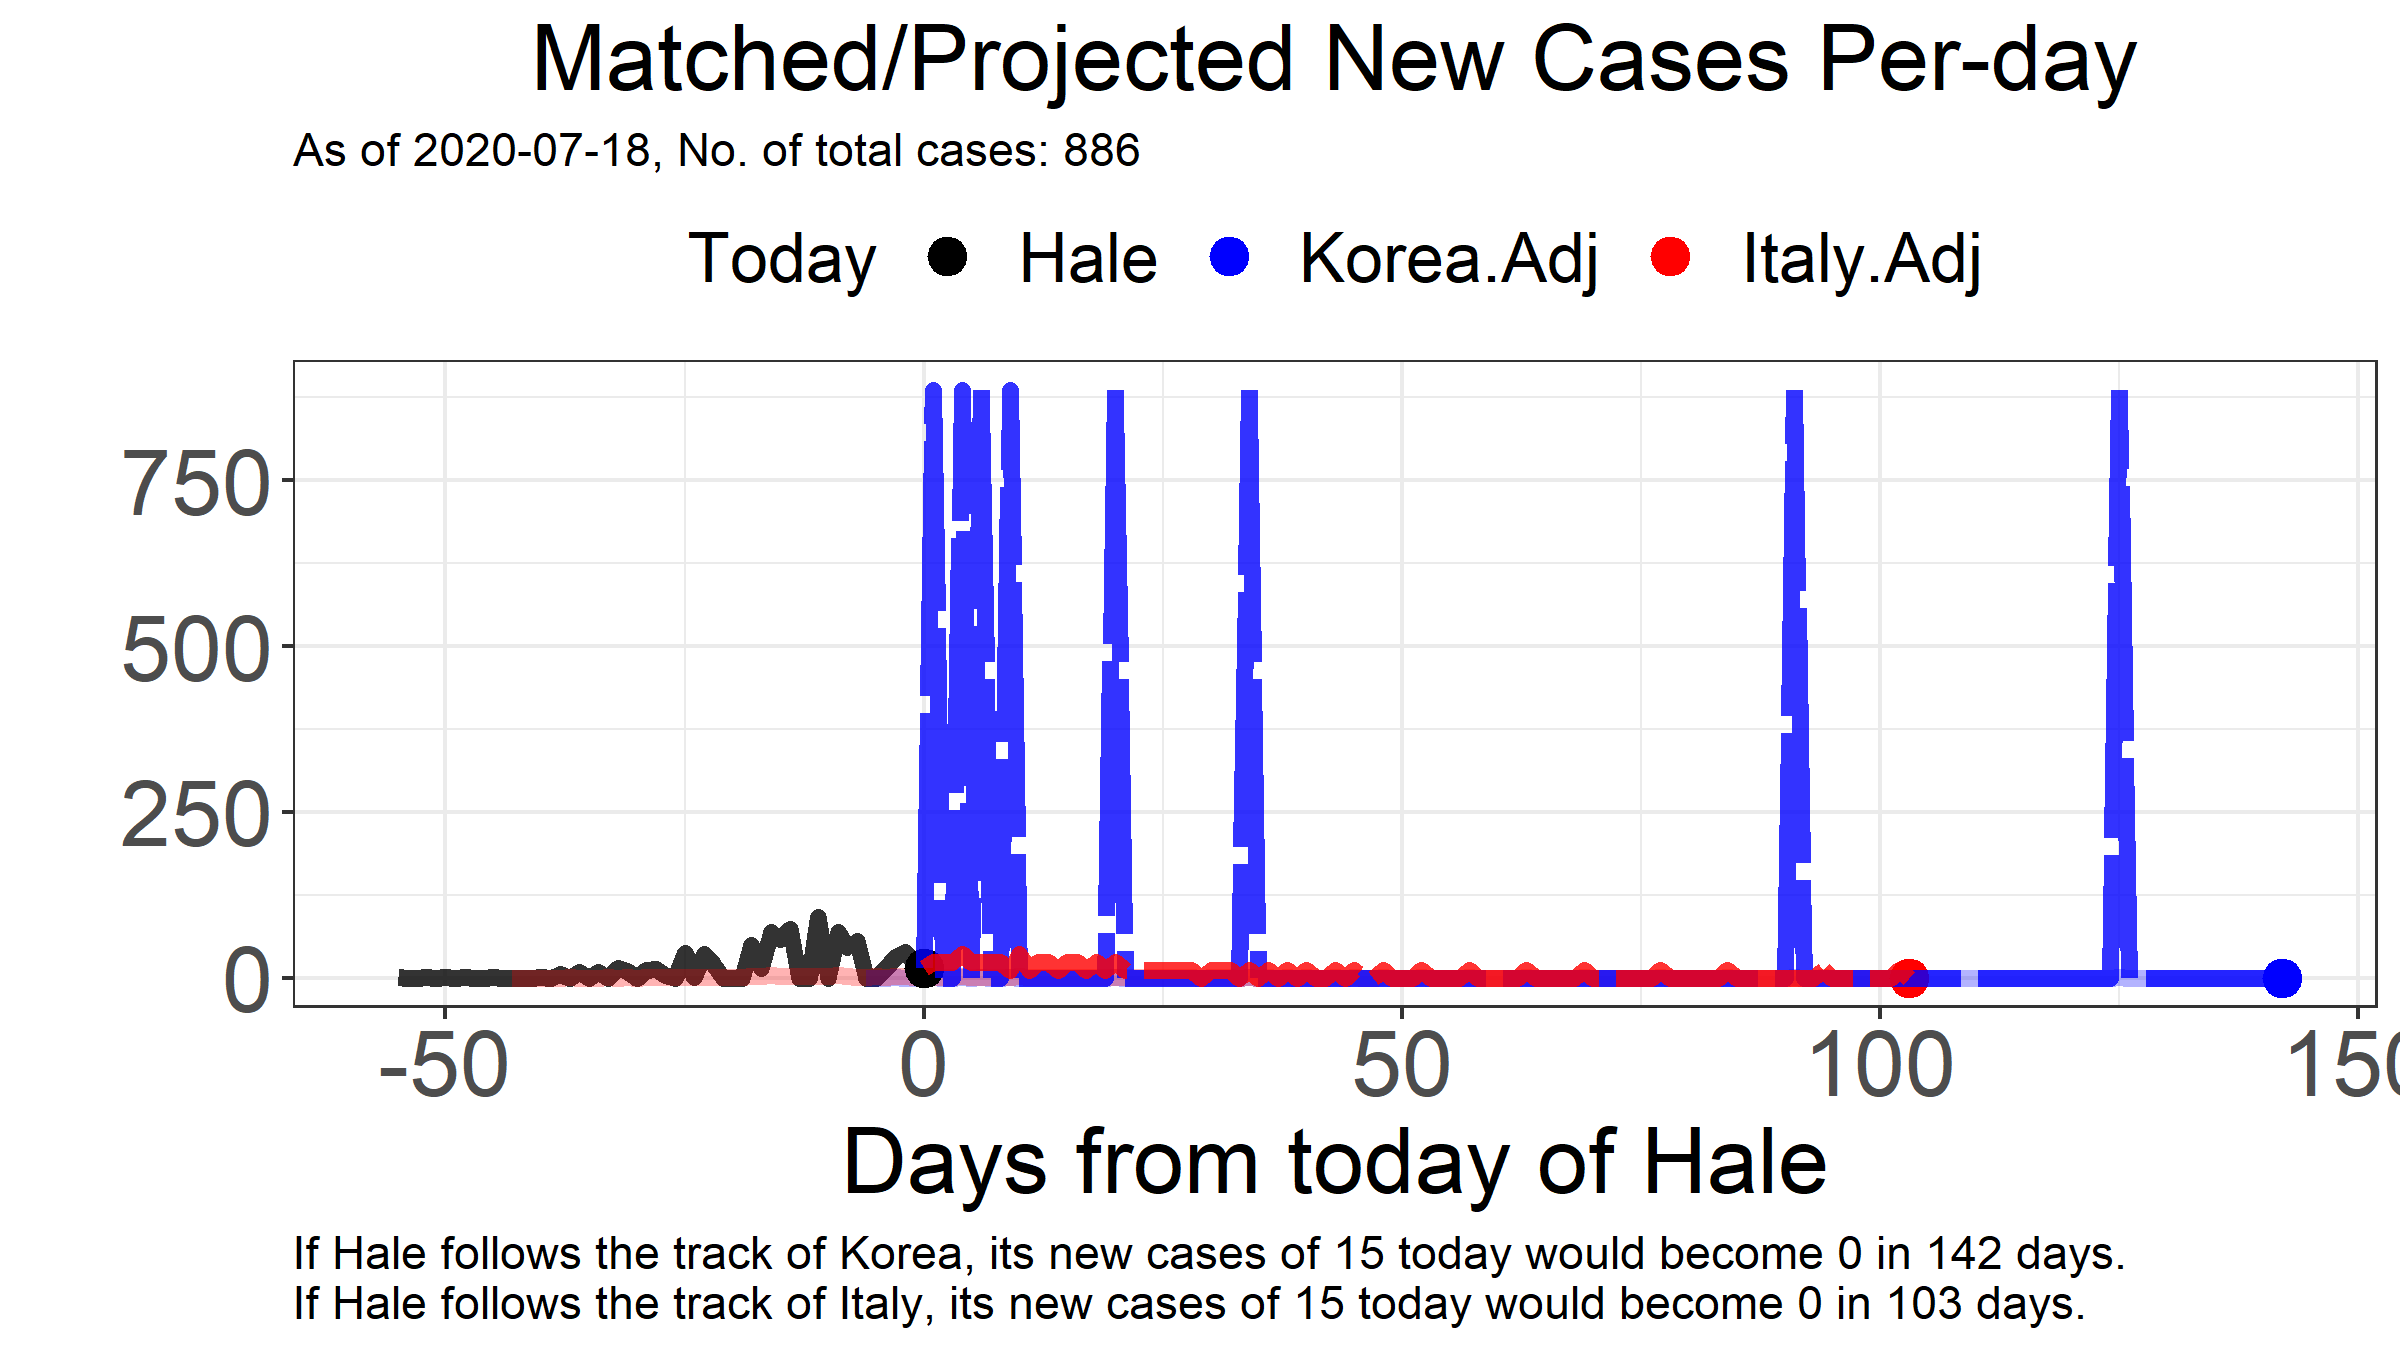 Matched/Projected New Cases Per-day
As of 2020-07-18, No. of total cases: 886
Today Hale Korea.Adj Italy.Adj
750
500
250
0
-50 0 50 100 150
Days from today of Hale
If Hale follows the track of Korea, its new cases of 15 today would become 0 in 142 days.
If Hale follows the track of Italy, its new cases of 15 today would become 0 in 103 days.